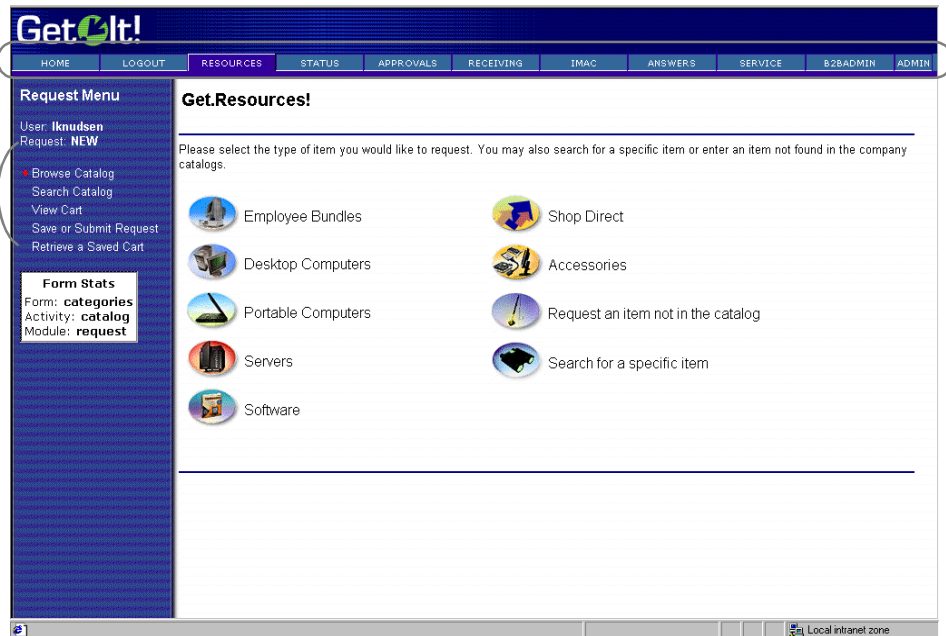 Get It!
HOME LOGOUT RESOURCES STATUS APPROVALS RECEIVING IMAC ANSWERS SERVICE B2BADMIN ADMIN
Request Menu
User: lknudsen
Request: NEW
Browse Catalog
Search Catalog
View Cart
Save or Submit Request
Retrieve a Saved Cart
Form Stats
Form: categories
Activity: catalog
Module: request
Get.Resources!
Please select the type of item you would like to request. You may also search for a specific item or enter an item not found in the company
catalogs.
Employee Bundles
Desktop Computers
Portable Computers
Servers
Software
Shop Direct
Accessories
Request an item not in the catalog
Search for a specific item
Local intranet zone